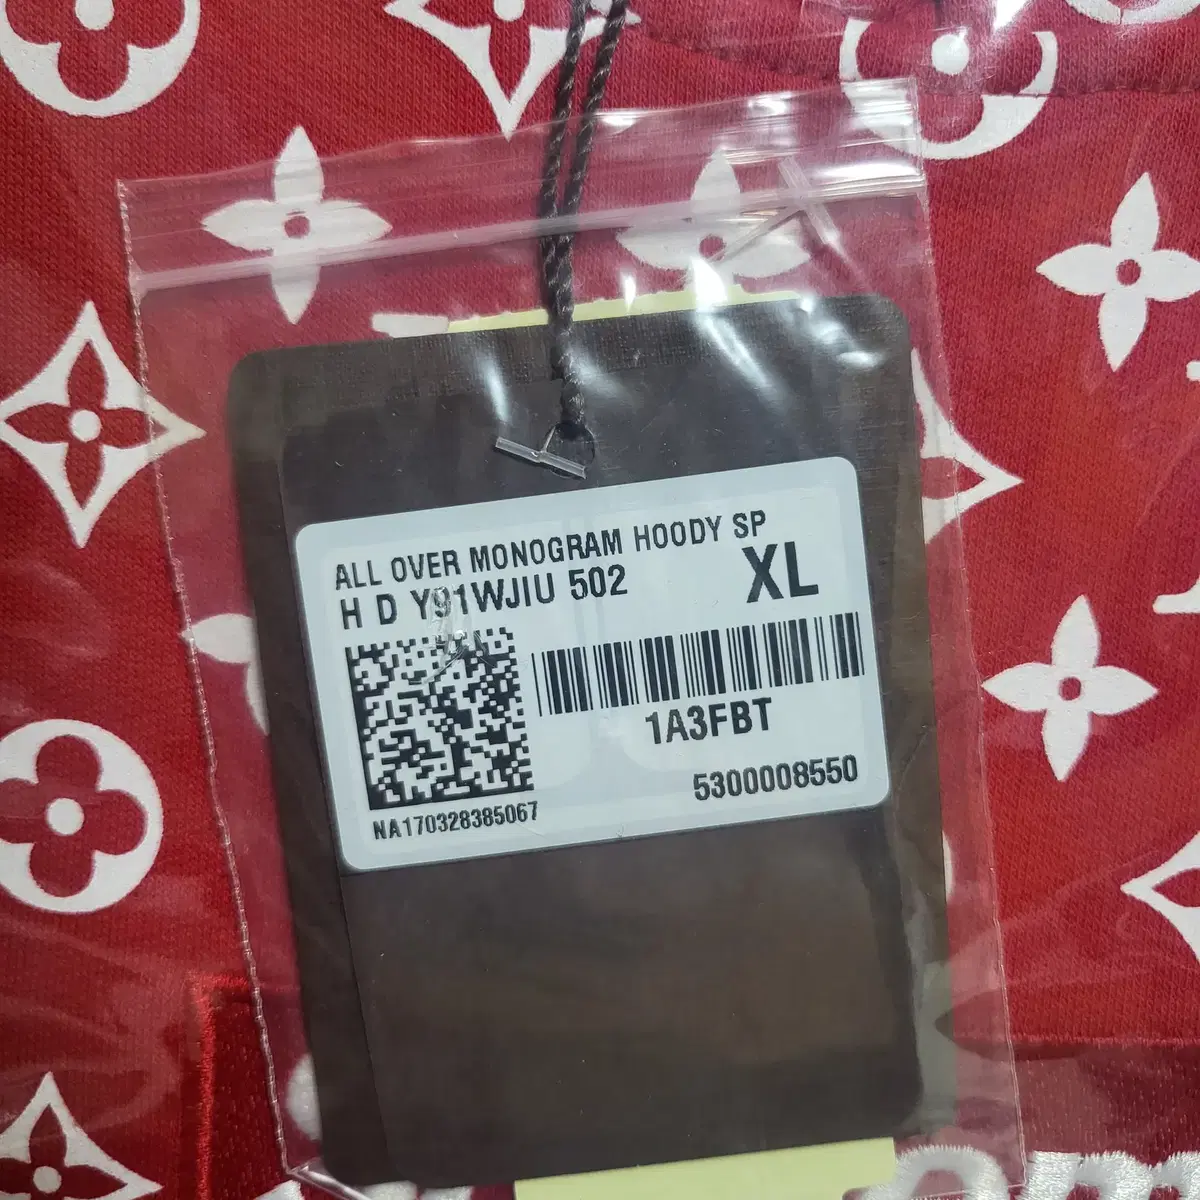 ALL OVER MONOGRAM HOODY SP
H D Y91WJIU 502
XL
1A3FBT
5300008550
NA170328385067